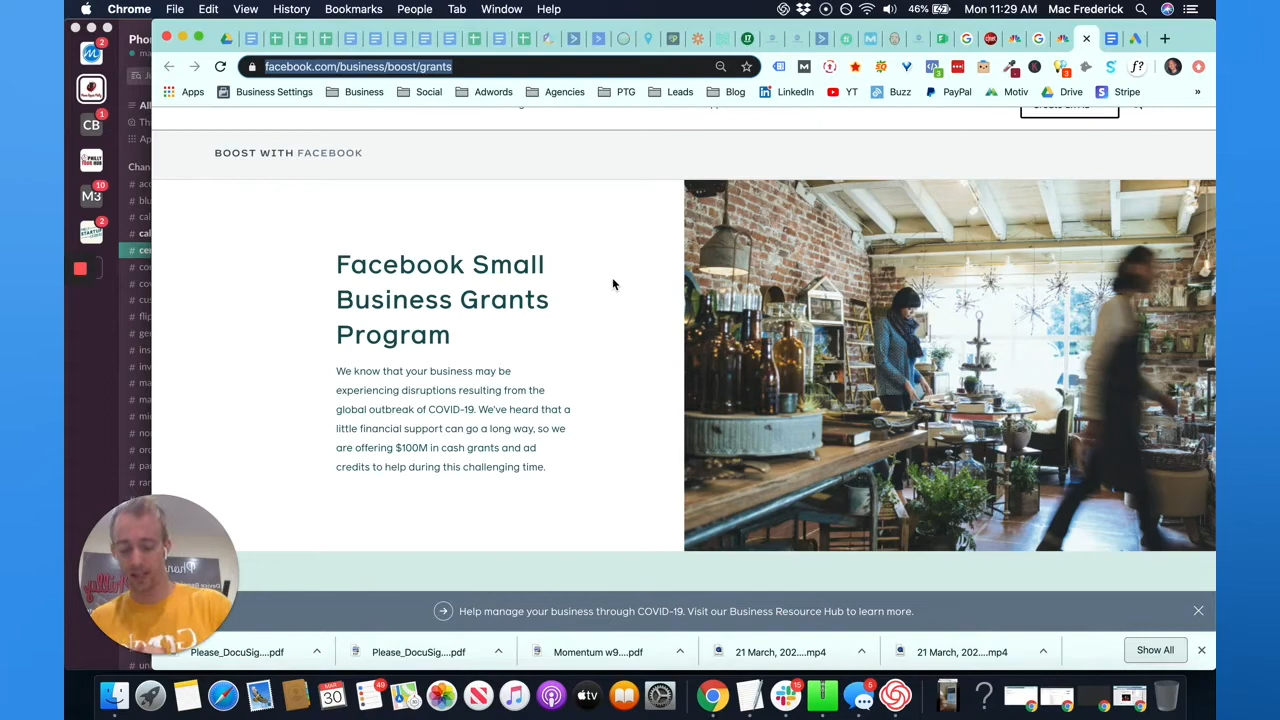 Chrome File Edit View History Bookmarks People Tab Window Help 46% Mon 11:29 AM Mac Frederick
facebook.com/business/boost/grants
Apps Business Settings Business Social Adwords Agencies PTG Leads Blog LinkedIn YT Buzz PayPal Motiv Drive Stripe »
BOOST WITH FACEBOOK
Facebook Small
Business Grants
Program
We know that your business may be
experiencing disruptions resulting from the
global outbreak of COVID-19. We've heard that a
little financial support can go a long way, so we
are offering $100M in cash grants and ad
credits to help during this challenging time.
Help manage your business through COVID-19. Visit our Business Resource Hub to learn more.
Please_DocuSig....pdf Please_DocuSig....pdf Momentum w9....pdf 21 March, 202....mp4 21 March, 202....mp4 Show All